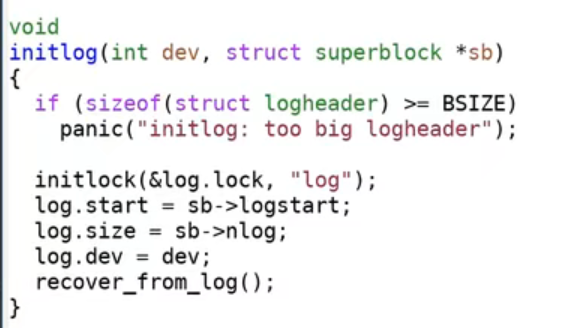 void
initlog(int dev, struct superblock *sb)
{
  if (sizeof(struct logheader) >= BSIZE)
    panic("initlog: too big logheader");

  initlock(&log.lock, "log");
  log.start = sb->logstart;
  log.size = sb->nlog;
  log.dev = dev;
  recover_from_log();
}